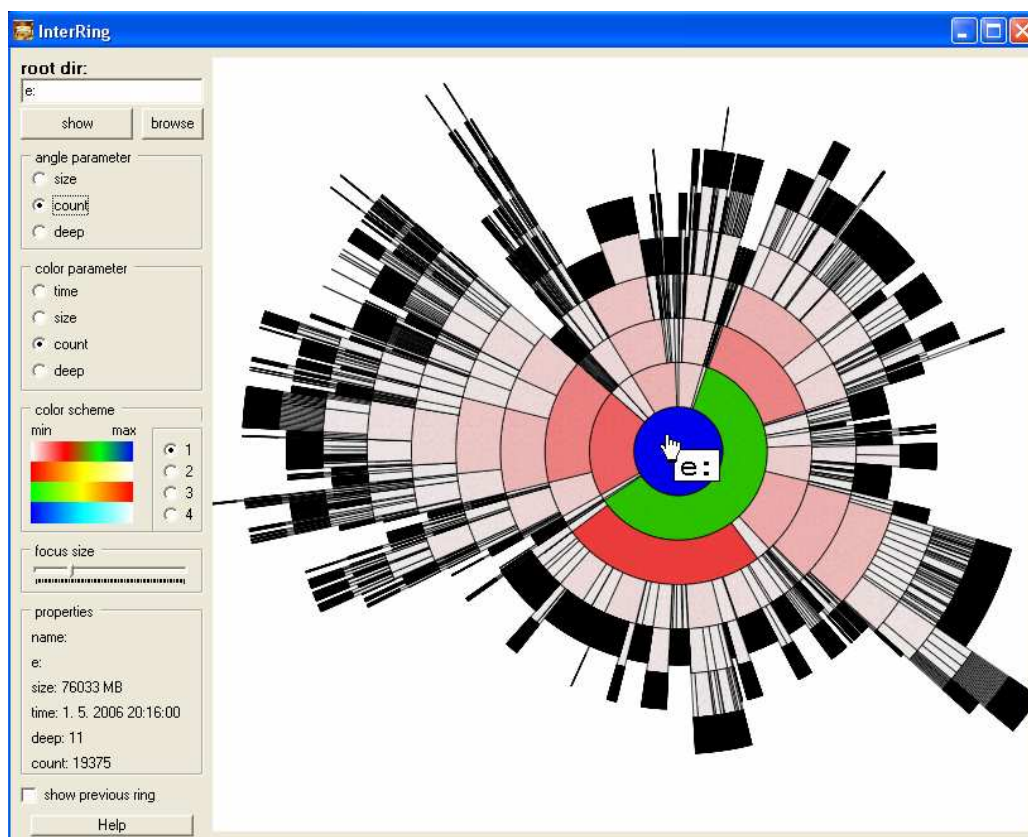 InterRing
root dir:
e:
show browse
angle parameter
size
count
deep
color parameter
time
size
count
deep
color scheme
min max
1
2
3
4
focus size
properties
name:
e:
size: 76033 MB
time: 1. 5. 2006 20:16:00
deep: 11
count: 19375
show previous ring
Help
e: